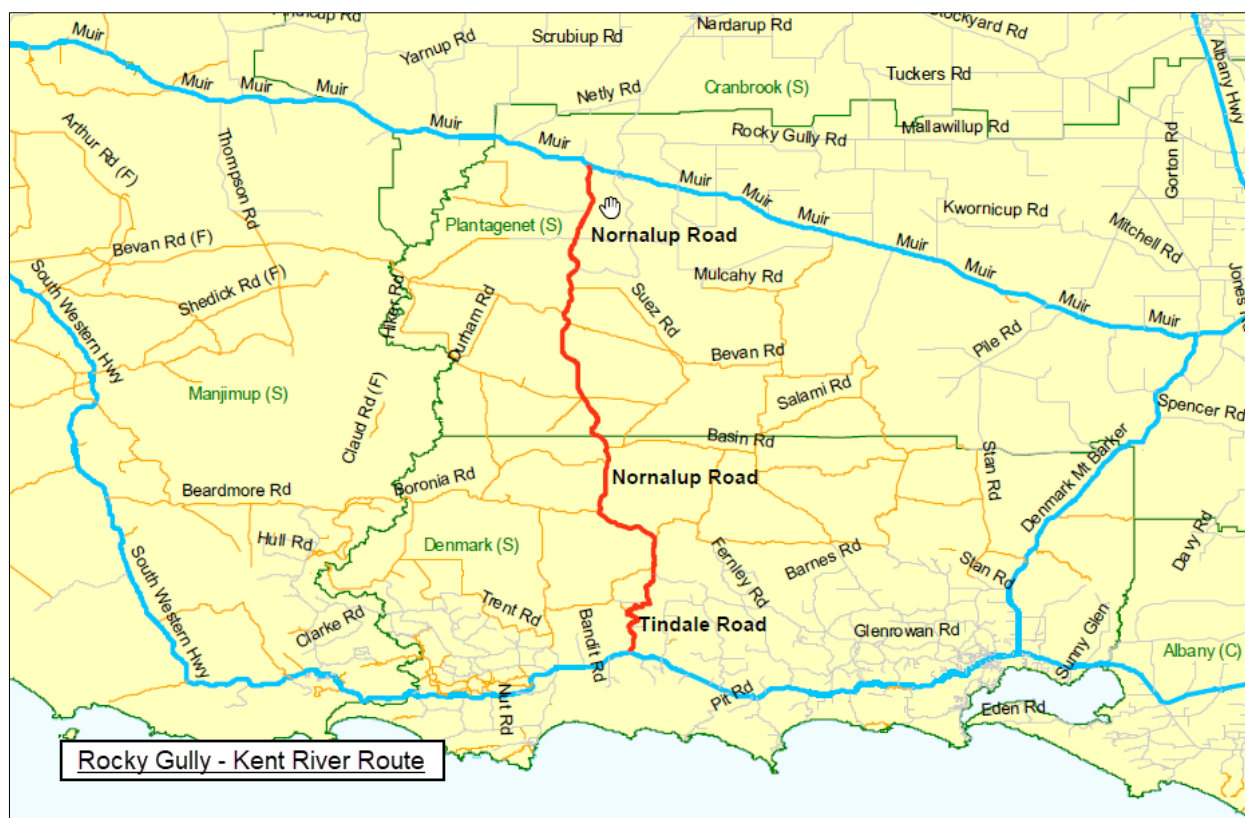 Stockyard Rd
Nardarup Rd
Muir
Scrubiup Rd
Yarnup Rd
Albany Hwy
Tuckers Rd
Muir
Muir
Muir
Cranbrook (S)
Netly Rd
Muir
Arthur Rd (F)
Thompson Rd
Muir
Rocky Gully Rd
Mallawillup Rd
Gorton Rd
Muir
Muir
Muir
Kwornicup Rd
Plantagenet (S)
Nornalup Road
Mitchell Rd
Bevan Rd (F)
Muir
South Western Hwy
Shedick Rd (F)
Hiker Rd
Mulcahy Rd
Muir
Suez Rd
Durham Rd
Muir
Pile Rd
Muir
Bevan Rd
Manjimup (S)
Salami Rd
Claud Rd (F)
Spencer Rd
Basin Rd
Stan Rd
Denmark Mt Barker
Nornalup Road
Boronia Rd
Beardmore Rd
Hull Rd
Denmark (S)
Fernley Rd
Barnes Rd
Davy Rd
South Western Hwy
Stan Rd
Trent Rd
Clarke Rd
Bandit Rd
Tindale Road
Glenrowan Rd
Sunny Glen
Albany (C)
Nut Rd
Pit Rd
Eden Rd
Rocky Gully - Kent River Route